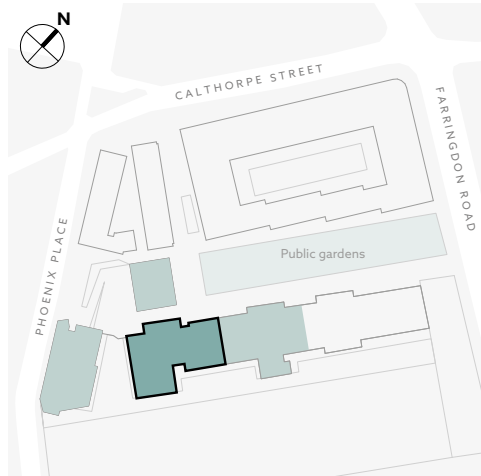 N
CALTHORPE STREET
FARRINGDON ROAD
PHOENIX PLACE
Public gardens